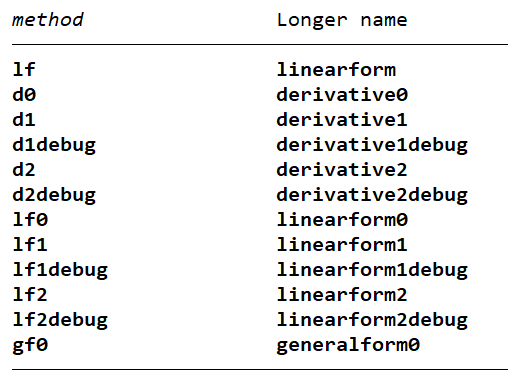 method Longer name
lf linearform
d0 derivative0
d1 derivative1
d1debug derivative1debug
d2 derivative2
d2debug derivative2debug
lf0 linearform0
lf1 linearform1
lf1debug linearform1debug
lf2 linearform2
lf2debug linearform2debug
gf0 generalform0